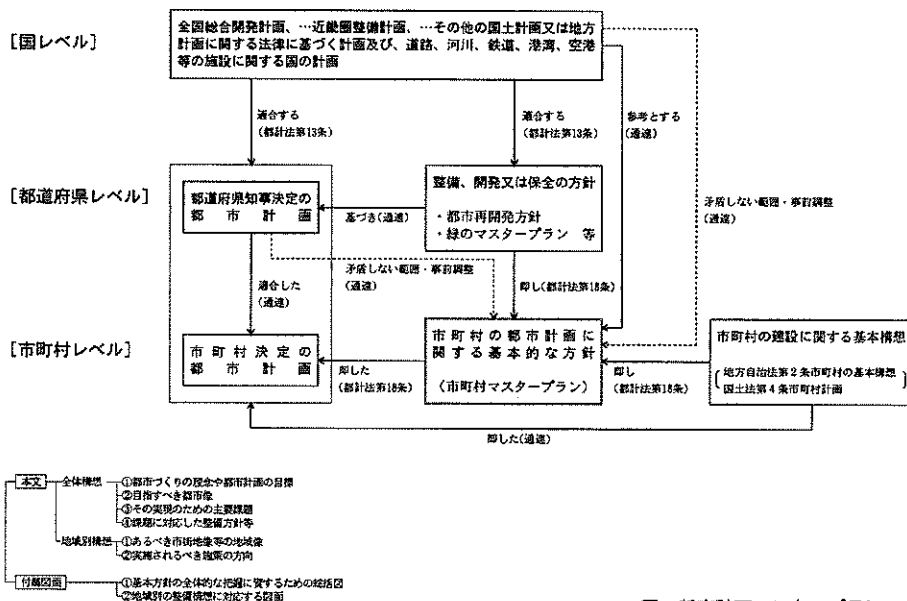 [国レベル]
全国総合開発計画、…近畿圏整備計画、…その他の国土計画又は地方
計画に関する法律に基づく計画及び、道路、河川、鉄道、港湾、空港
等の施設に関する国の計画
適合する
(都計法第13条)
適合する
(都計法第13条)
参考とする
(通達)
[都道府県レベル]
都道府県知事決定の
都市計画
基づき(通達)
整備、開発又は保全の方針
・都市再開発方針
・緑のマスタープラン 等
矛盾しない範囲・事前調整
(通達)
矛盾しない範囲・事前調整
(通達)
適合した
(通達)
即し(都計法第18条)
[市町村レベル]
市町村決定の
都市計画
即した
(都計法第18条)
市町村の都市計画に
関する基本的な方針
(市町村マスタープラン)
即し
(都計法第18条)
市町村の建設に関する基本構想
地方自治法第2条市町村の基本構想
国土法第4条市町村計画
即した(通達)
本文
全体構想
①都市づくりの理念や都市計画の目標
②目指すべき都市像
③その実現のための主要課題
④課題に対応した整備方針等
地域別構想
①あるべき市街地像等の地域像
②実施されるべき施策の方向
付属図面
①基本方針の全体的な把握に資するための総括図
②地域別の整備構想に対応する図面